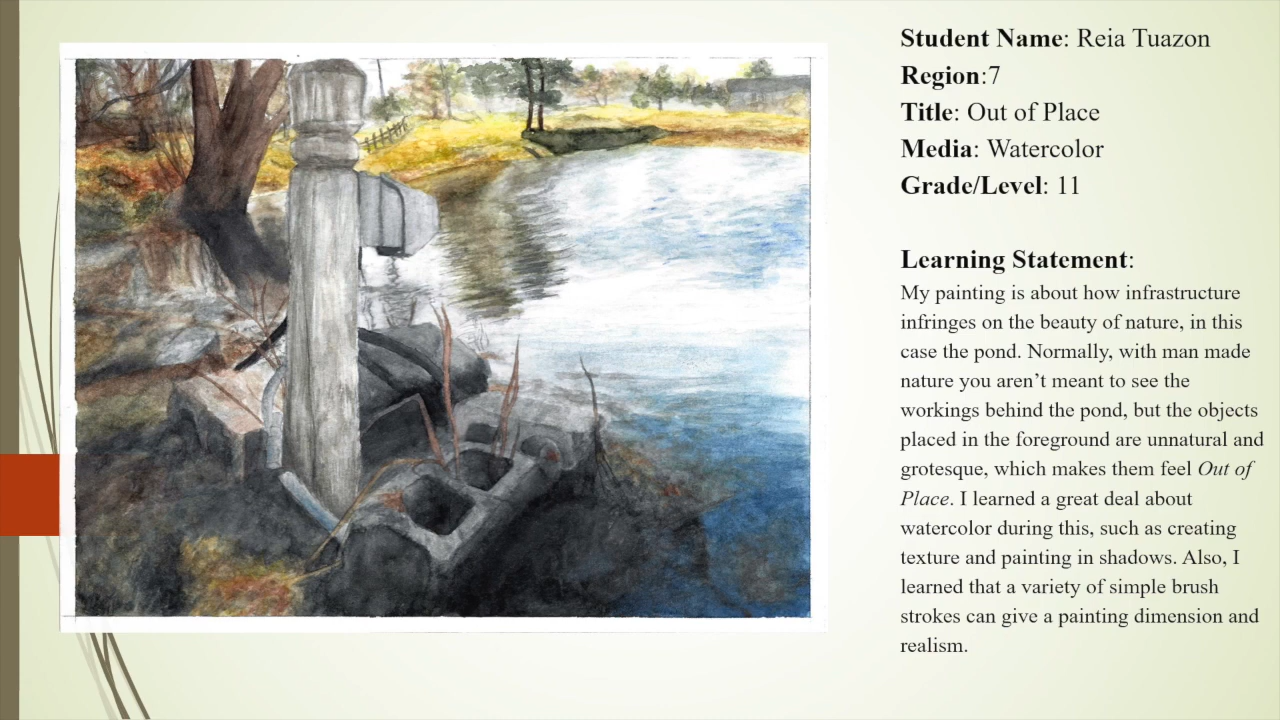 Student Name: Reia Tuazon
Region:7
Title: Out of Place
Media: Watercolor
Grade/Level: 11
Learning Statement:
My painting is about how infrastructure
infringes on the beauty of nature, in this
case the pond. Normally, with man made
nature you aren’t meant to see the
workings behind the pond, but the objects
placed in the foreground are unnatural and
grotesque, which makes them feel Out of
Place. I learned a great deal about
watercolor during this, such as creating
texture and painting in shadows. Also, I
learned that a variety of simple brush
strokes can give a painting dimension and
realism.